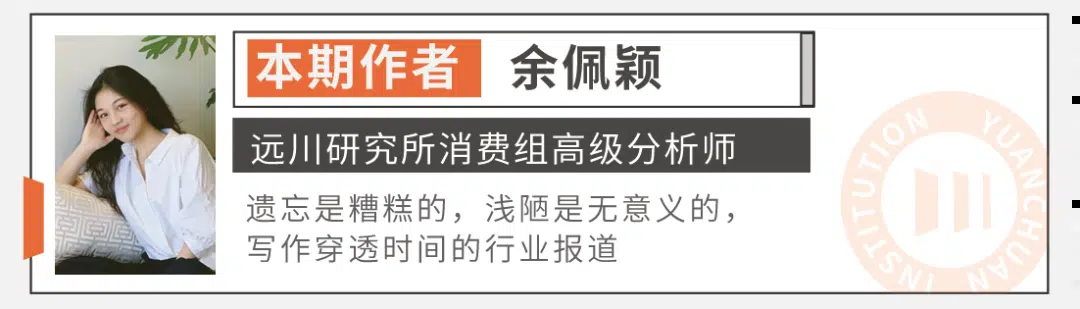 本期作者 余佩颖
远川研究所消费组高级分析师
遗忘是糟糕的，浅陋是无意义的，
写作穿透时间的行业报道
YUANCHUAN INSTITUTION